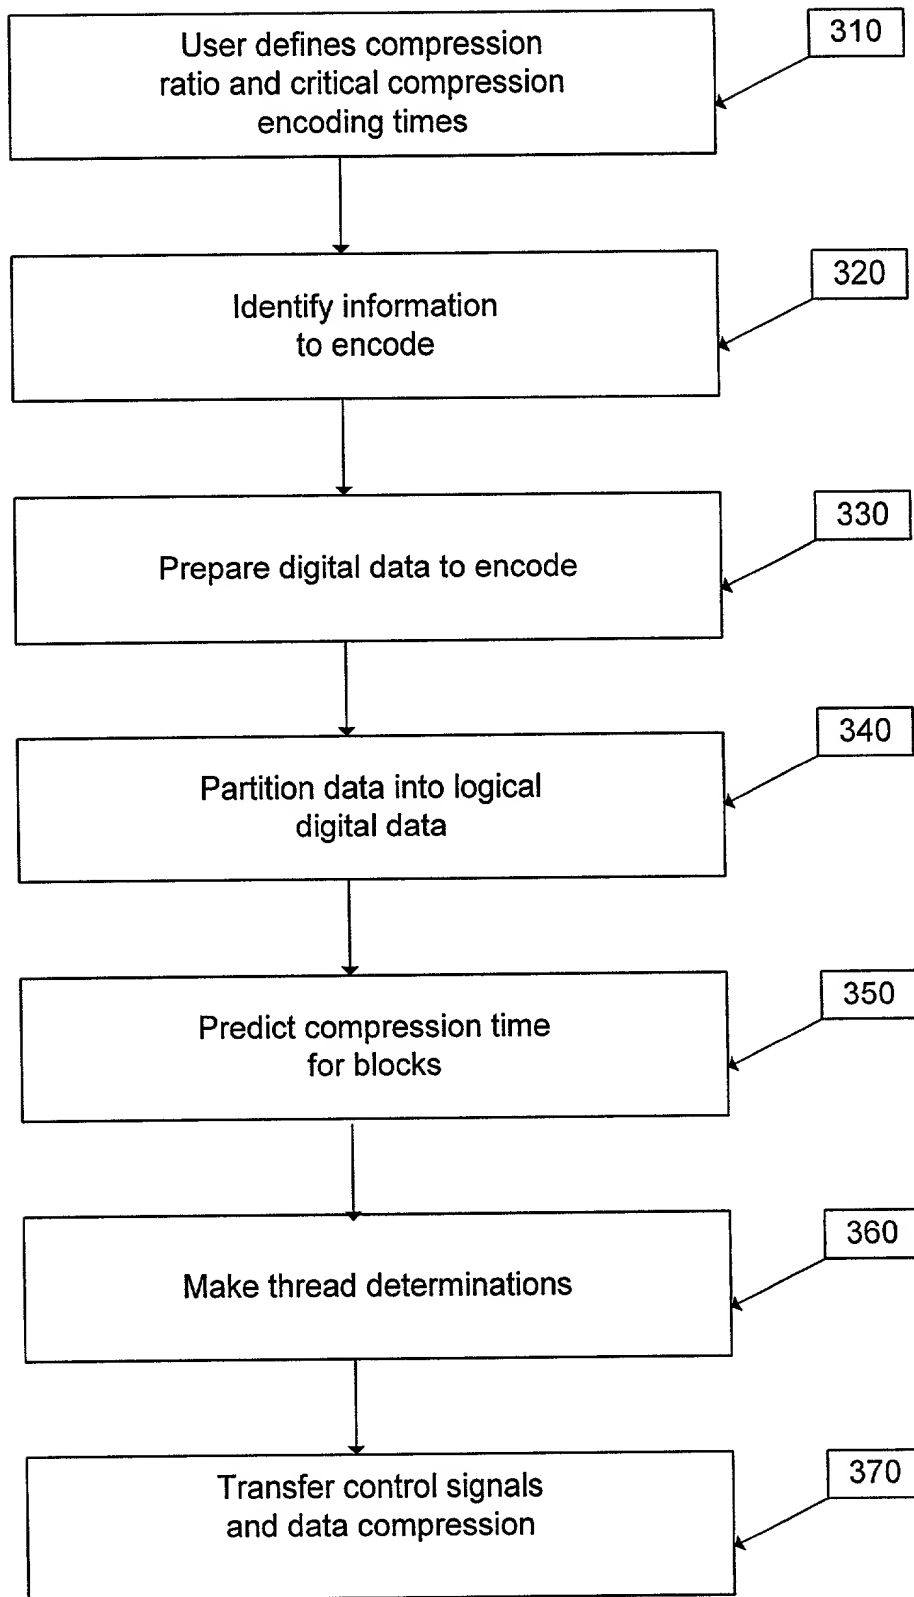 User defines compression
ratio and critical compression
encoding times
310
Identify information
to encode
320
Prepare digital data to encode
330
Partition data into logical
digital data
340
Predict compression time
for blocks
350
Make thread determinations
360
Transfer control signals
and data compression
370